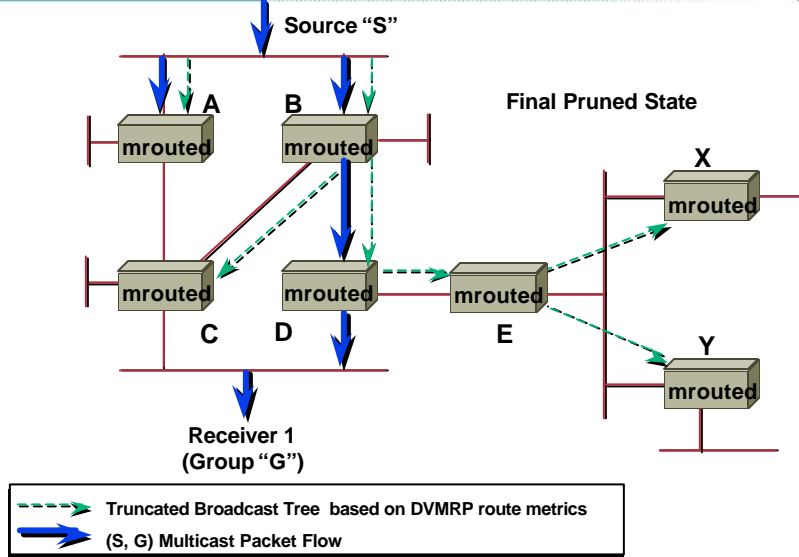 Source "S"
A
B
Final Pruned State
mrouted
mrouted
X
mrouted
mrouted
mrouted
mrouted
C
D
E
Y
mrouted
Receiver 1
(Group "G")
Truncated Broadcast Tree based on DVMRP route metrics
(S, G) Multicast Packet Flow